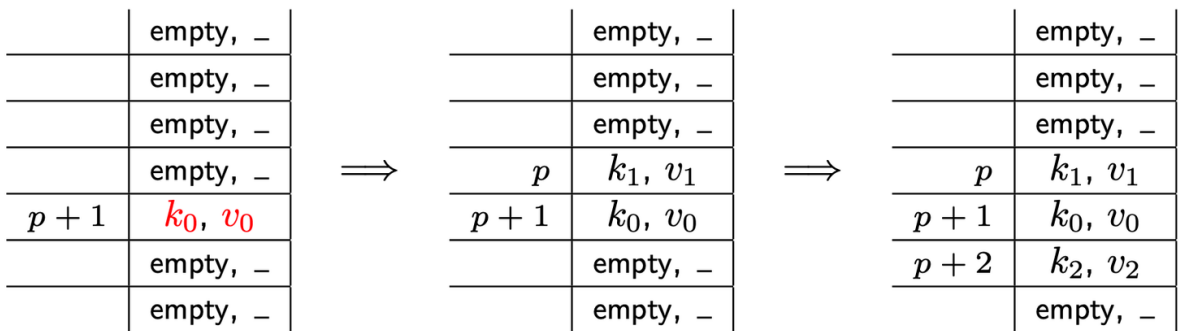 empty, _ empty, _ empty, _
empty, _ empty, _ empty, _
empty, _ empty, _ empty, _
empty, _ ⟹ p k₁, v₁ ⟹ p k₁, v₁
p + 1 k₀, v₀ p + 1 k₀, v₀ p + 1 k₀, v₀
empty, _ empty, _ p + 2 k₂, v₂
empty, _ empty, _ empty, _